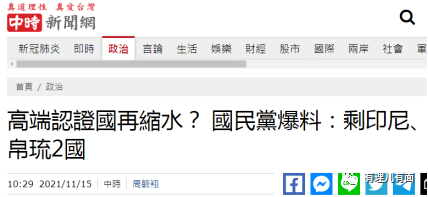 真道理性 真愛台灣
中時新聞網
新冠肺炎 即時 政治 言論 生活 娛樂 財經 股市 國際 兩岸 社會 軍
首頁 / 政治
高端認證國再縮水？ 國民黨爆料：剩印尼、
帛琉2國
10:29 2021/11/15 中時 周毓翔
有理儿有面